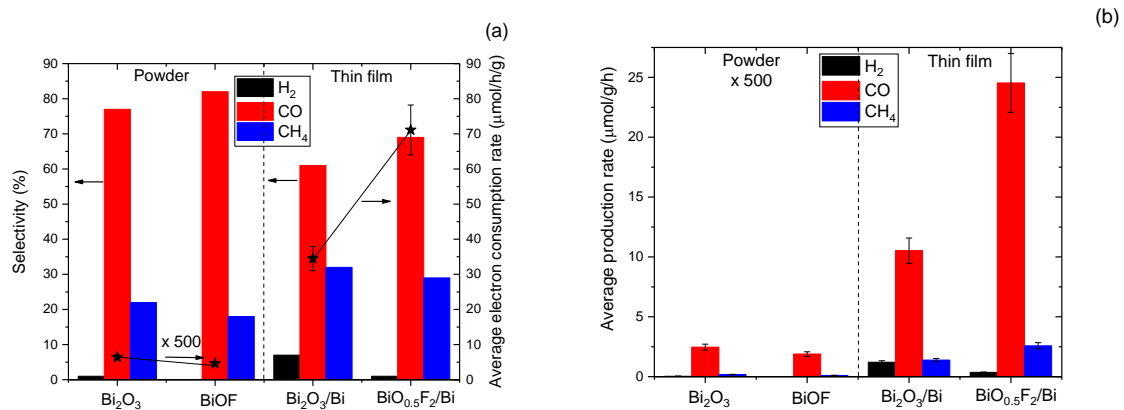 (a)
Powder
Thin film
H₂
CO
CH₄
x 500
Selectivity (%)
0
10
20
30
40
50
60
70
80
90
Average electron consumption rate (μmol/h/g)
0
10
20
30
40
50
60
70
80
90
Bi₂O₃
BiOF
Bi₂O₃/Bi
BiO₀.₅F₂/Bi
(b)
Powder
x 500
Thin film
H₂
CO
CH₄
Average production rate (μmol/g/h)
0
5
10
15
20
25
Bi₂O₃
BiOF
Bi₂O₃/Bi
BiO₀.₅F₂/Bi